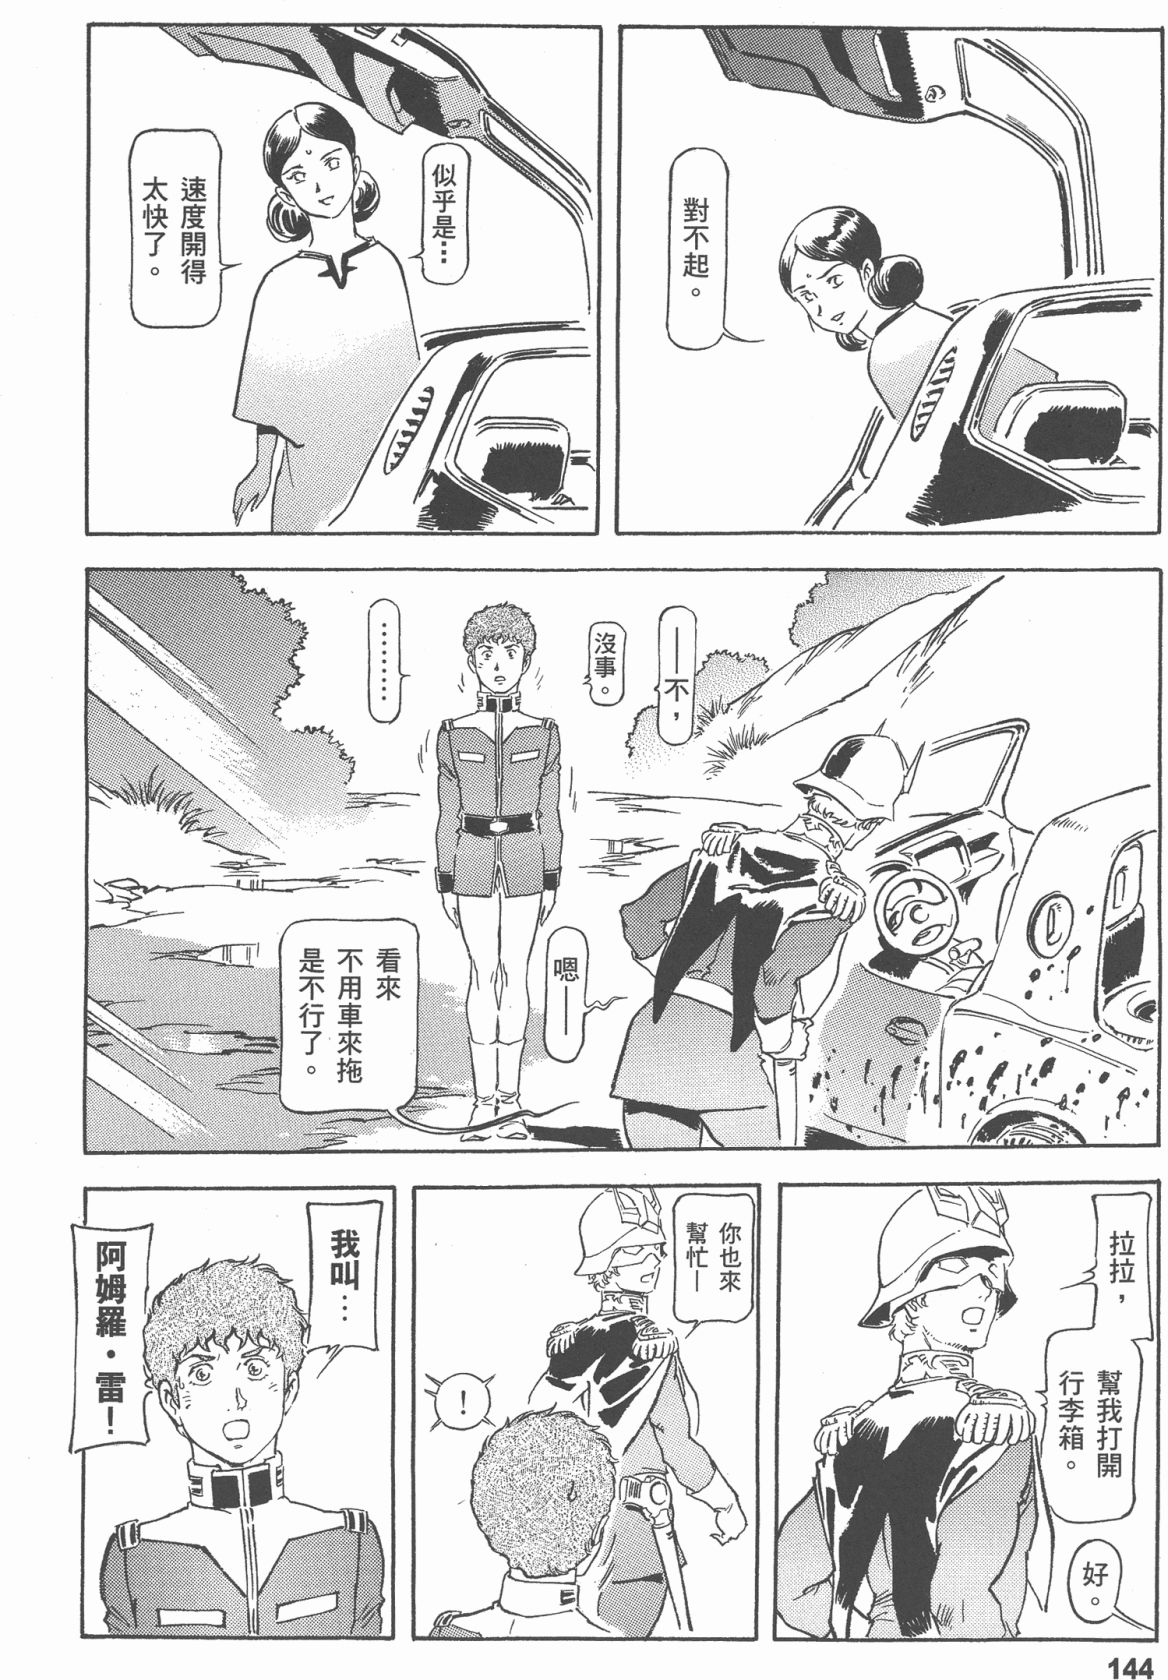 對不起。
似乎是…
速度開得
太快了。
──不，
沒事。
………
嗯──
看來
不用車來拖
是不行了。
拉拉，
幫我打開
行李箱。
好。
你也來
幫忙─
！
我叫…
阿姆羅・雷！
144